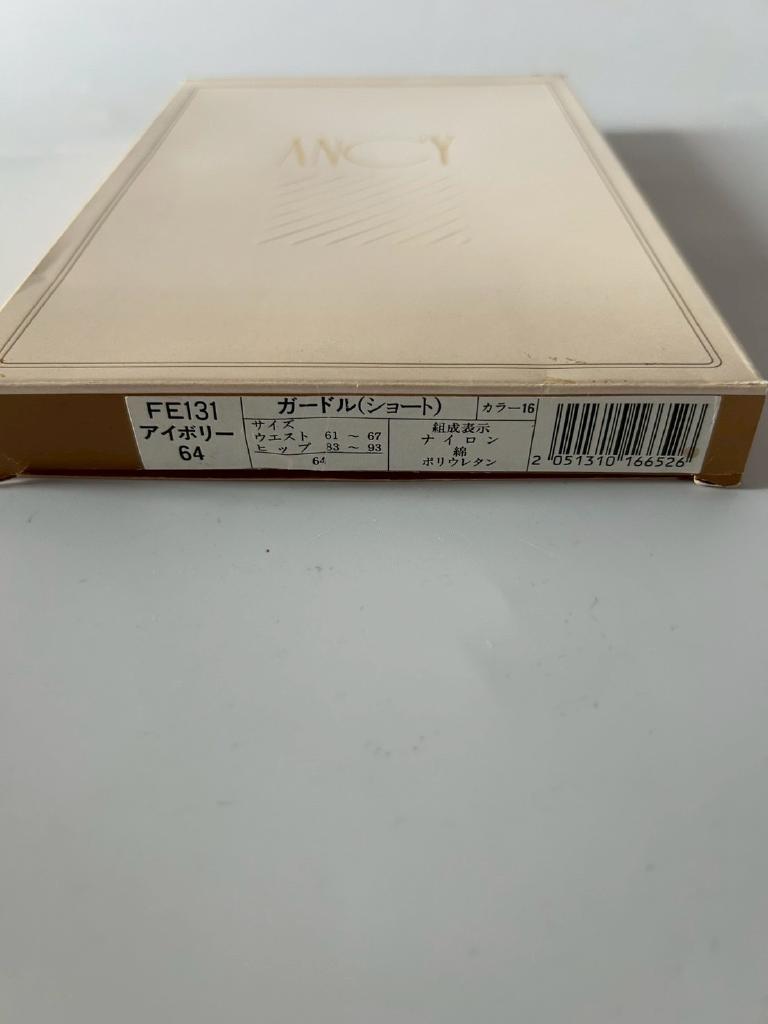 ANCY
FE131
アイボリー
64
ガードル(ショート)
カラー16
サイズ
ウエスト 61 ～ 67
ヒップ 83 ～ 93
64
組成表示
ナイロン
綿
ポリウレタン
2 051310 166526